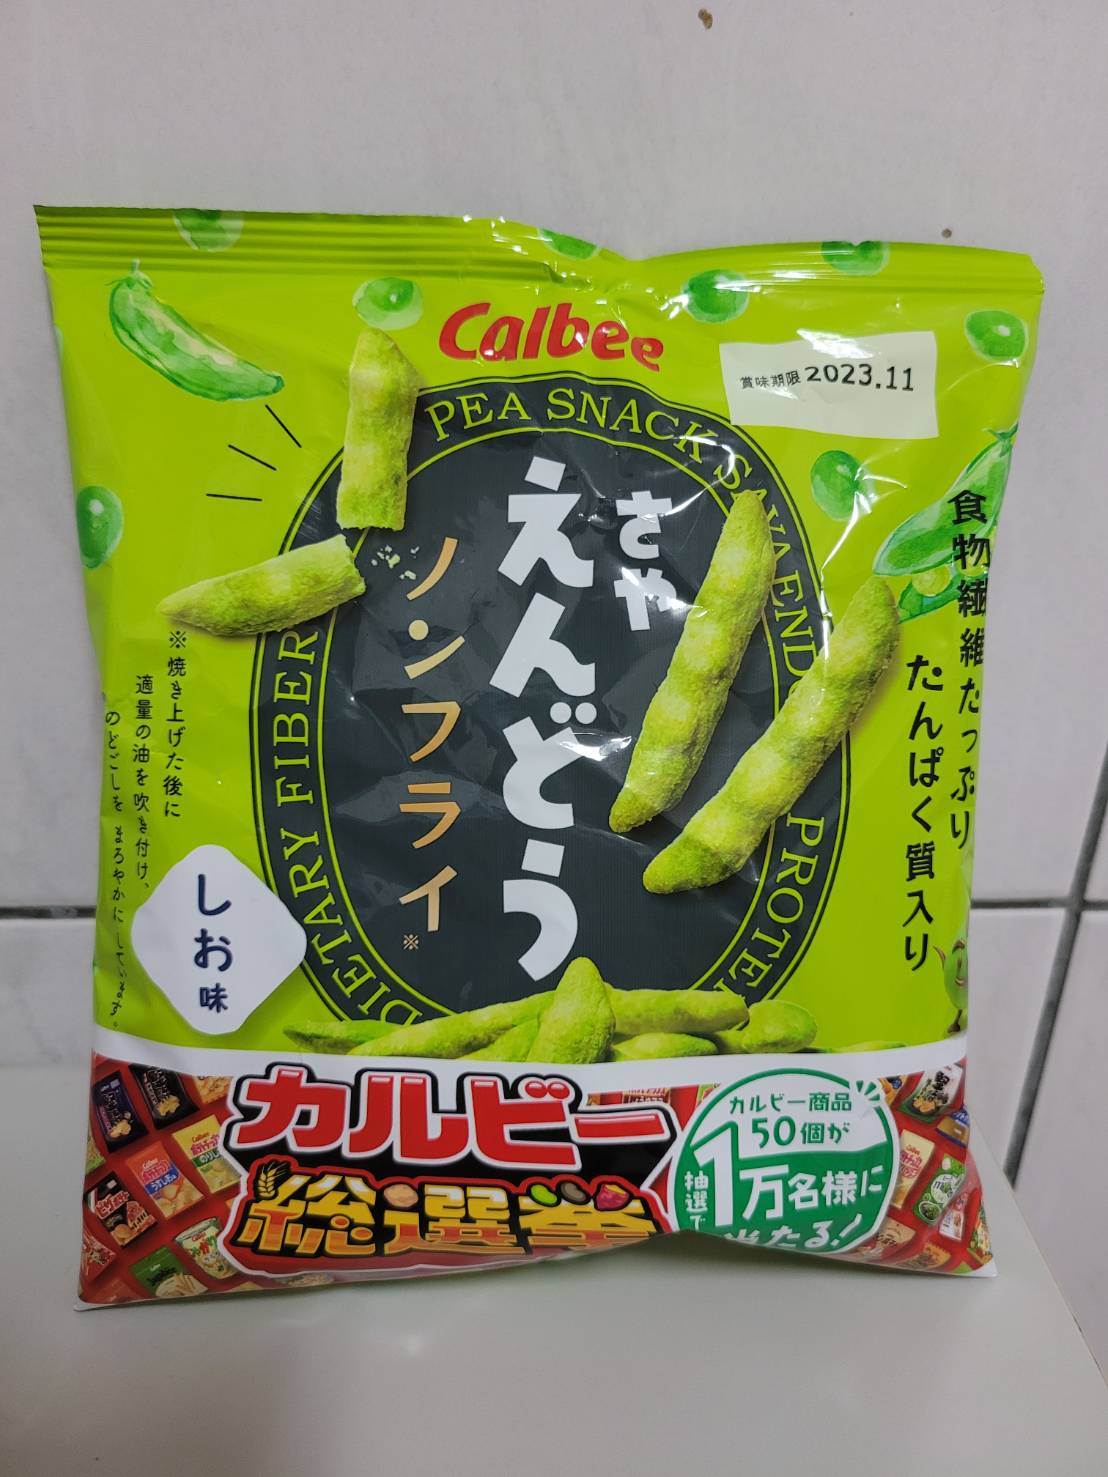 Calbee
賞味期限 2023.11
PEA SNACK SAYAENDO
PROTEIN
DIETARY FIBER
さや
えんどう
ノンフライ※
食物繊維たっぷり
たんぱく質入り
※焼き上げた後に
適量の油を吹き付け、
のどごしを まろやかに しています。
しお味
カルビー
総選挙
カルビー商品
50個が
抽選で
1万名様に
当たる!